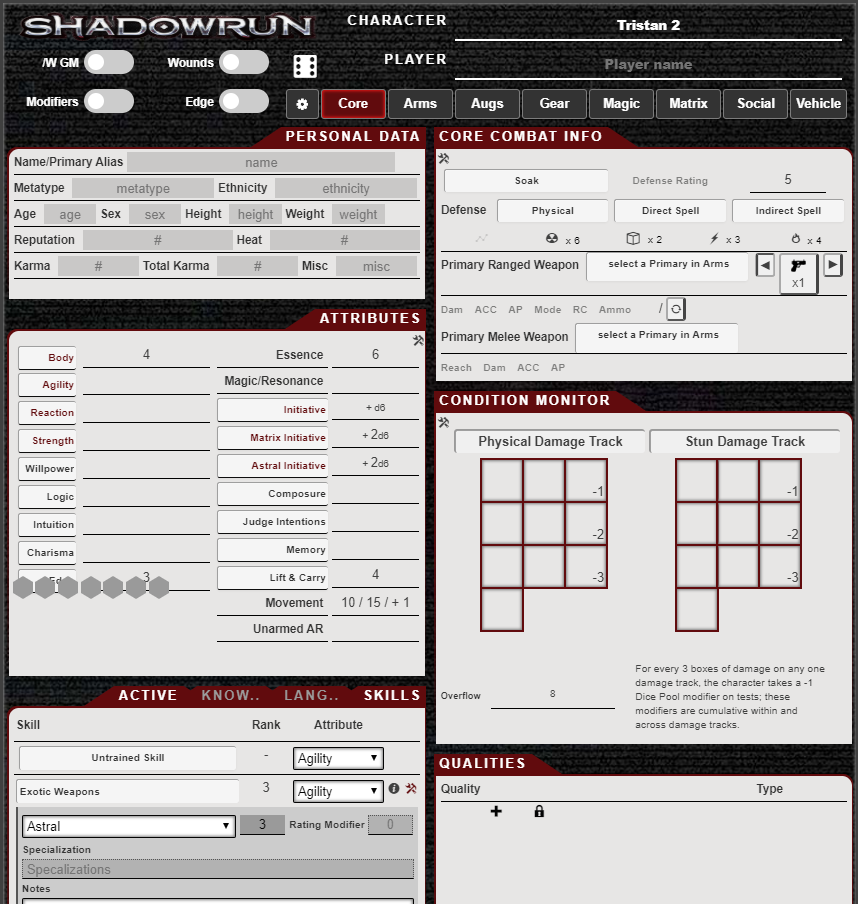 SHADOWRUN
CHARACTER Tristan 2
/W GM Wounds PLAYER Player name
Modifiers Edge
Core Arms Augs Gear Magic Matrix Social Vehicle
PERSONAL DATA
Name/Primary Alias name
Metatype metatype Ethnicity ethnicity
Age age Sex sex Height height Weight weight
Reputation # Heat #
Karma # Total Karma # Misc misc
CORE COMBAT INFO
Soak Defense Rating 5
Defense Physical Direct Spell Indirect Spell
x 6 x 2 x 3 x 4
Primary Ranged Weapon select a Primary in Arms x1
Dam ACC AP Mode RC Ammo /
Primary Melee Weapon select a Primary in Arms
Reach Dam ACC AP
ATTRIBUTES
Body 4 Essence 6
Agility Magic/Resonance
Reaction Initiative + d6
Strength Matrix Initiative + 2d6
Willpower Astral Initiative + 2d6
Logic Composure
Intuition Judge Intentions
Charisma Memory
3 Lift & Carry 4
Movement 10 / 15 / + 1
Unarmed AR
CONDITION MONITOR
Physical Damage Track Stun Damage Track
-1 -1
-2 -2
-3 -3
Overflow 8
For every 3 boxes of damage on any one
damage track, the character takes a -1
Dice Pool modifier on tests; these
modifiers are cumulative within and
across damage tracks.
ACTIVE KNOW.. LANG.. SKILLS
Skill Rank Attribute
Untrained Skill - Agility
Exotic Weapons 3 Agility
Astral 3 Rating Modifier 0
Specialization
Specalizations
Notes
QUALITIES
Quality Type